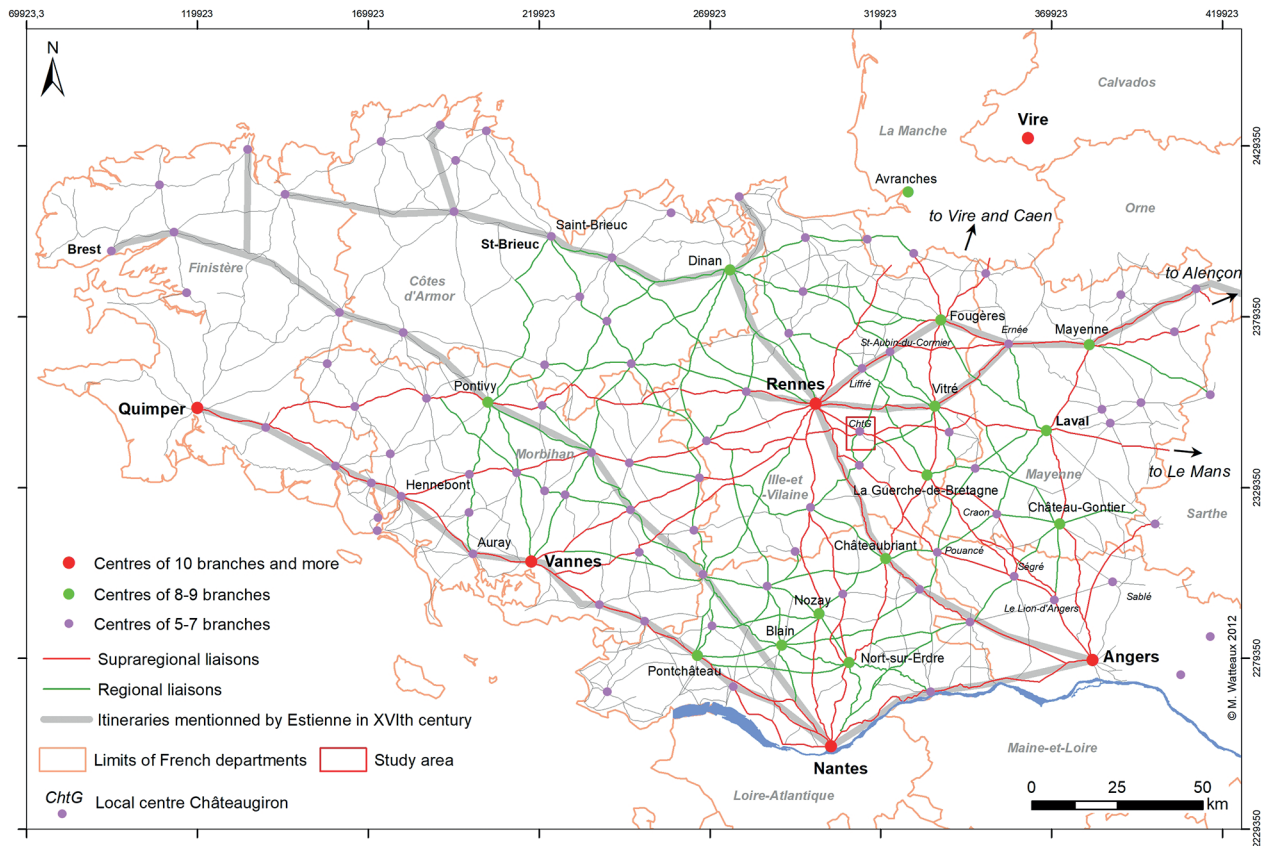 69923,
119923
169923
219923
269923
319923
369923
419923
N
Calvados
Vire
La Manche
2429350
Avranches
to Vire and Caen
Orne
Saint-Brieuc
St-Brieuc
Brest
Finistère
Dinan
to Alençon
Côtes
d'Armor
2379350
Fougères
Ernée
Mayenne
St-Aubin-du-Cormier
Liffré
Rennes
Pontivy
Vitré
Quimper
ChtG
Laval
Morbihan
to Le Mans
Mayenne
Ille-et
-Vilaine
Hennebont
La Guerche-de-Bretagne
2329350
Craon
Château-Gontier
Sarthe
Auray
Châteaubriant
Pouancé
Vannes
Ségré
Sablé
Nozay
Le Lion-d'Angers
Blain
Nort-sur-Erdre
Angers
Pontchâteau
2279350
© M. Watteaux 2012
Nantes
Maine-et-Loire
Loire-Atlantique
Centres of 10 branches and more
Centres of 8-9 branches
Centres of 5-7 branches
Supraregional liaisons
Regional liaisons
Itineraries mentionned by Estienne in XVIth century
Limits of French departments
Study area
ChtG
Local centre Châteaugiron
0 25 50
km
2229350